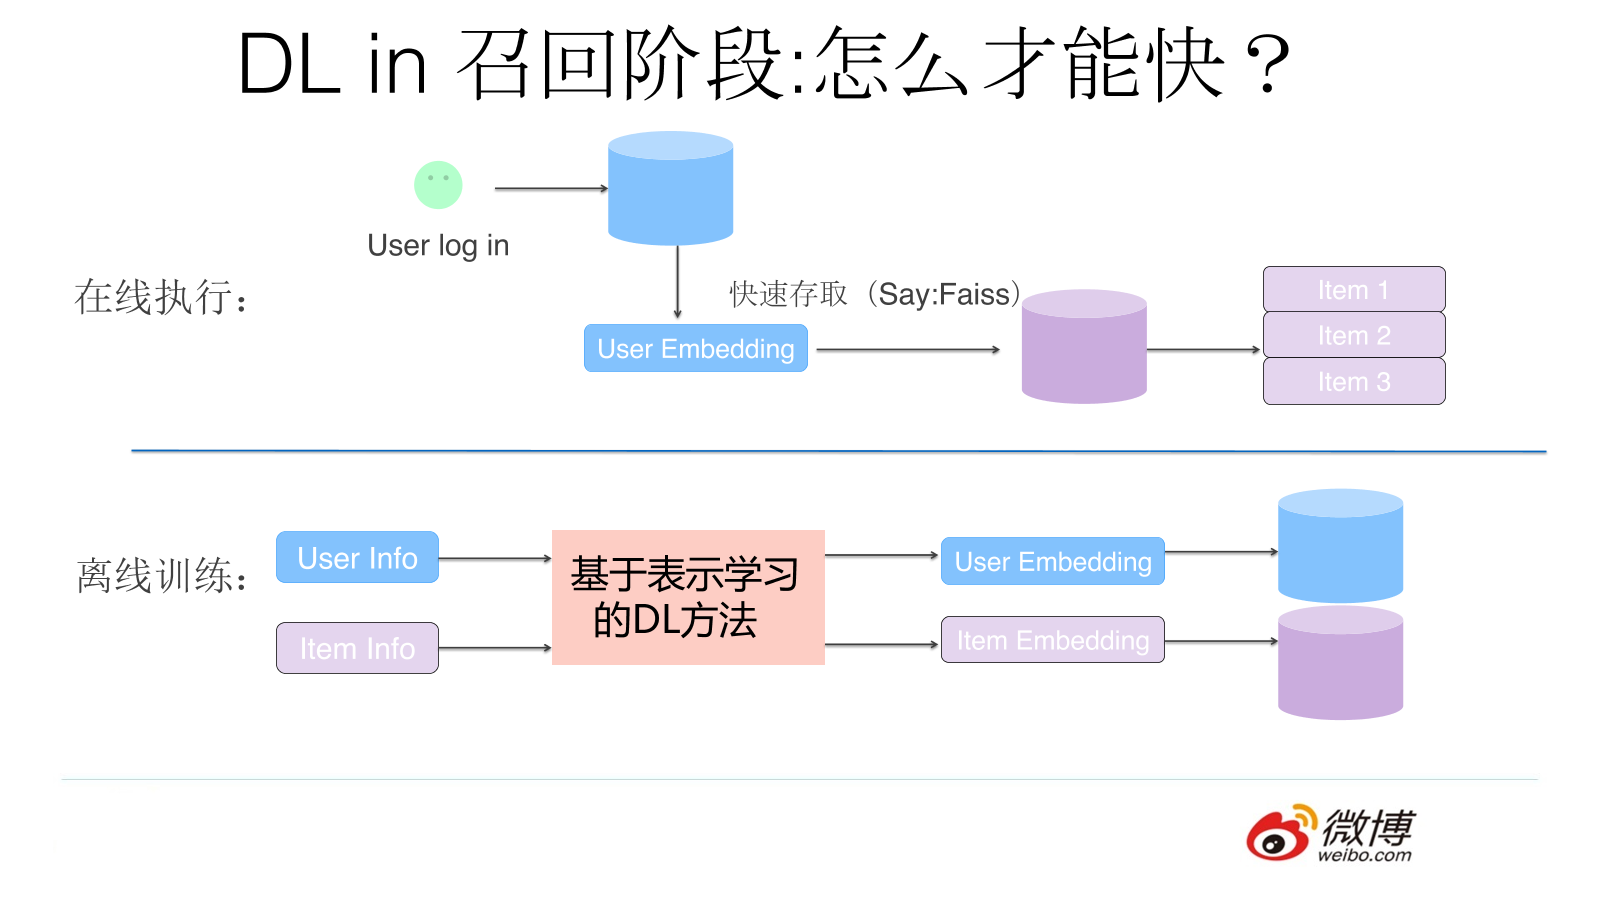 DL in 召回阶段:怎么才能快？
User log in
在线执行：
快速存取（Say:Faiss）
User Embedding
Item 1
Item 2
Item 3
离线训练：
User Info
Item Info
基于表示学习
的DL方法
User Embedding
Item Embedding
微博
weibo.com